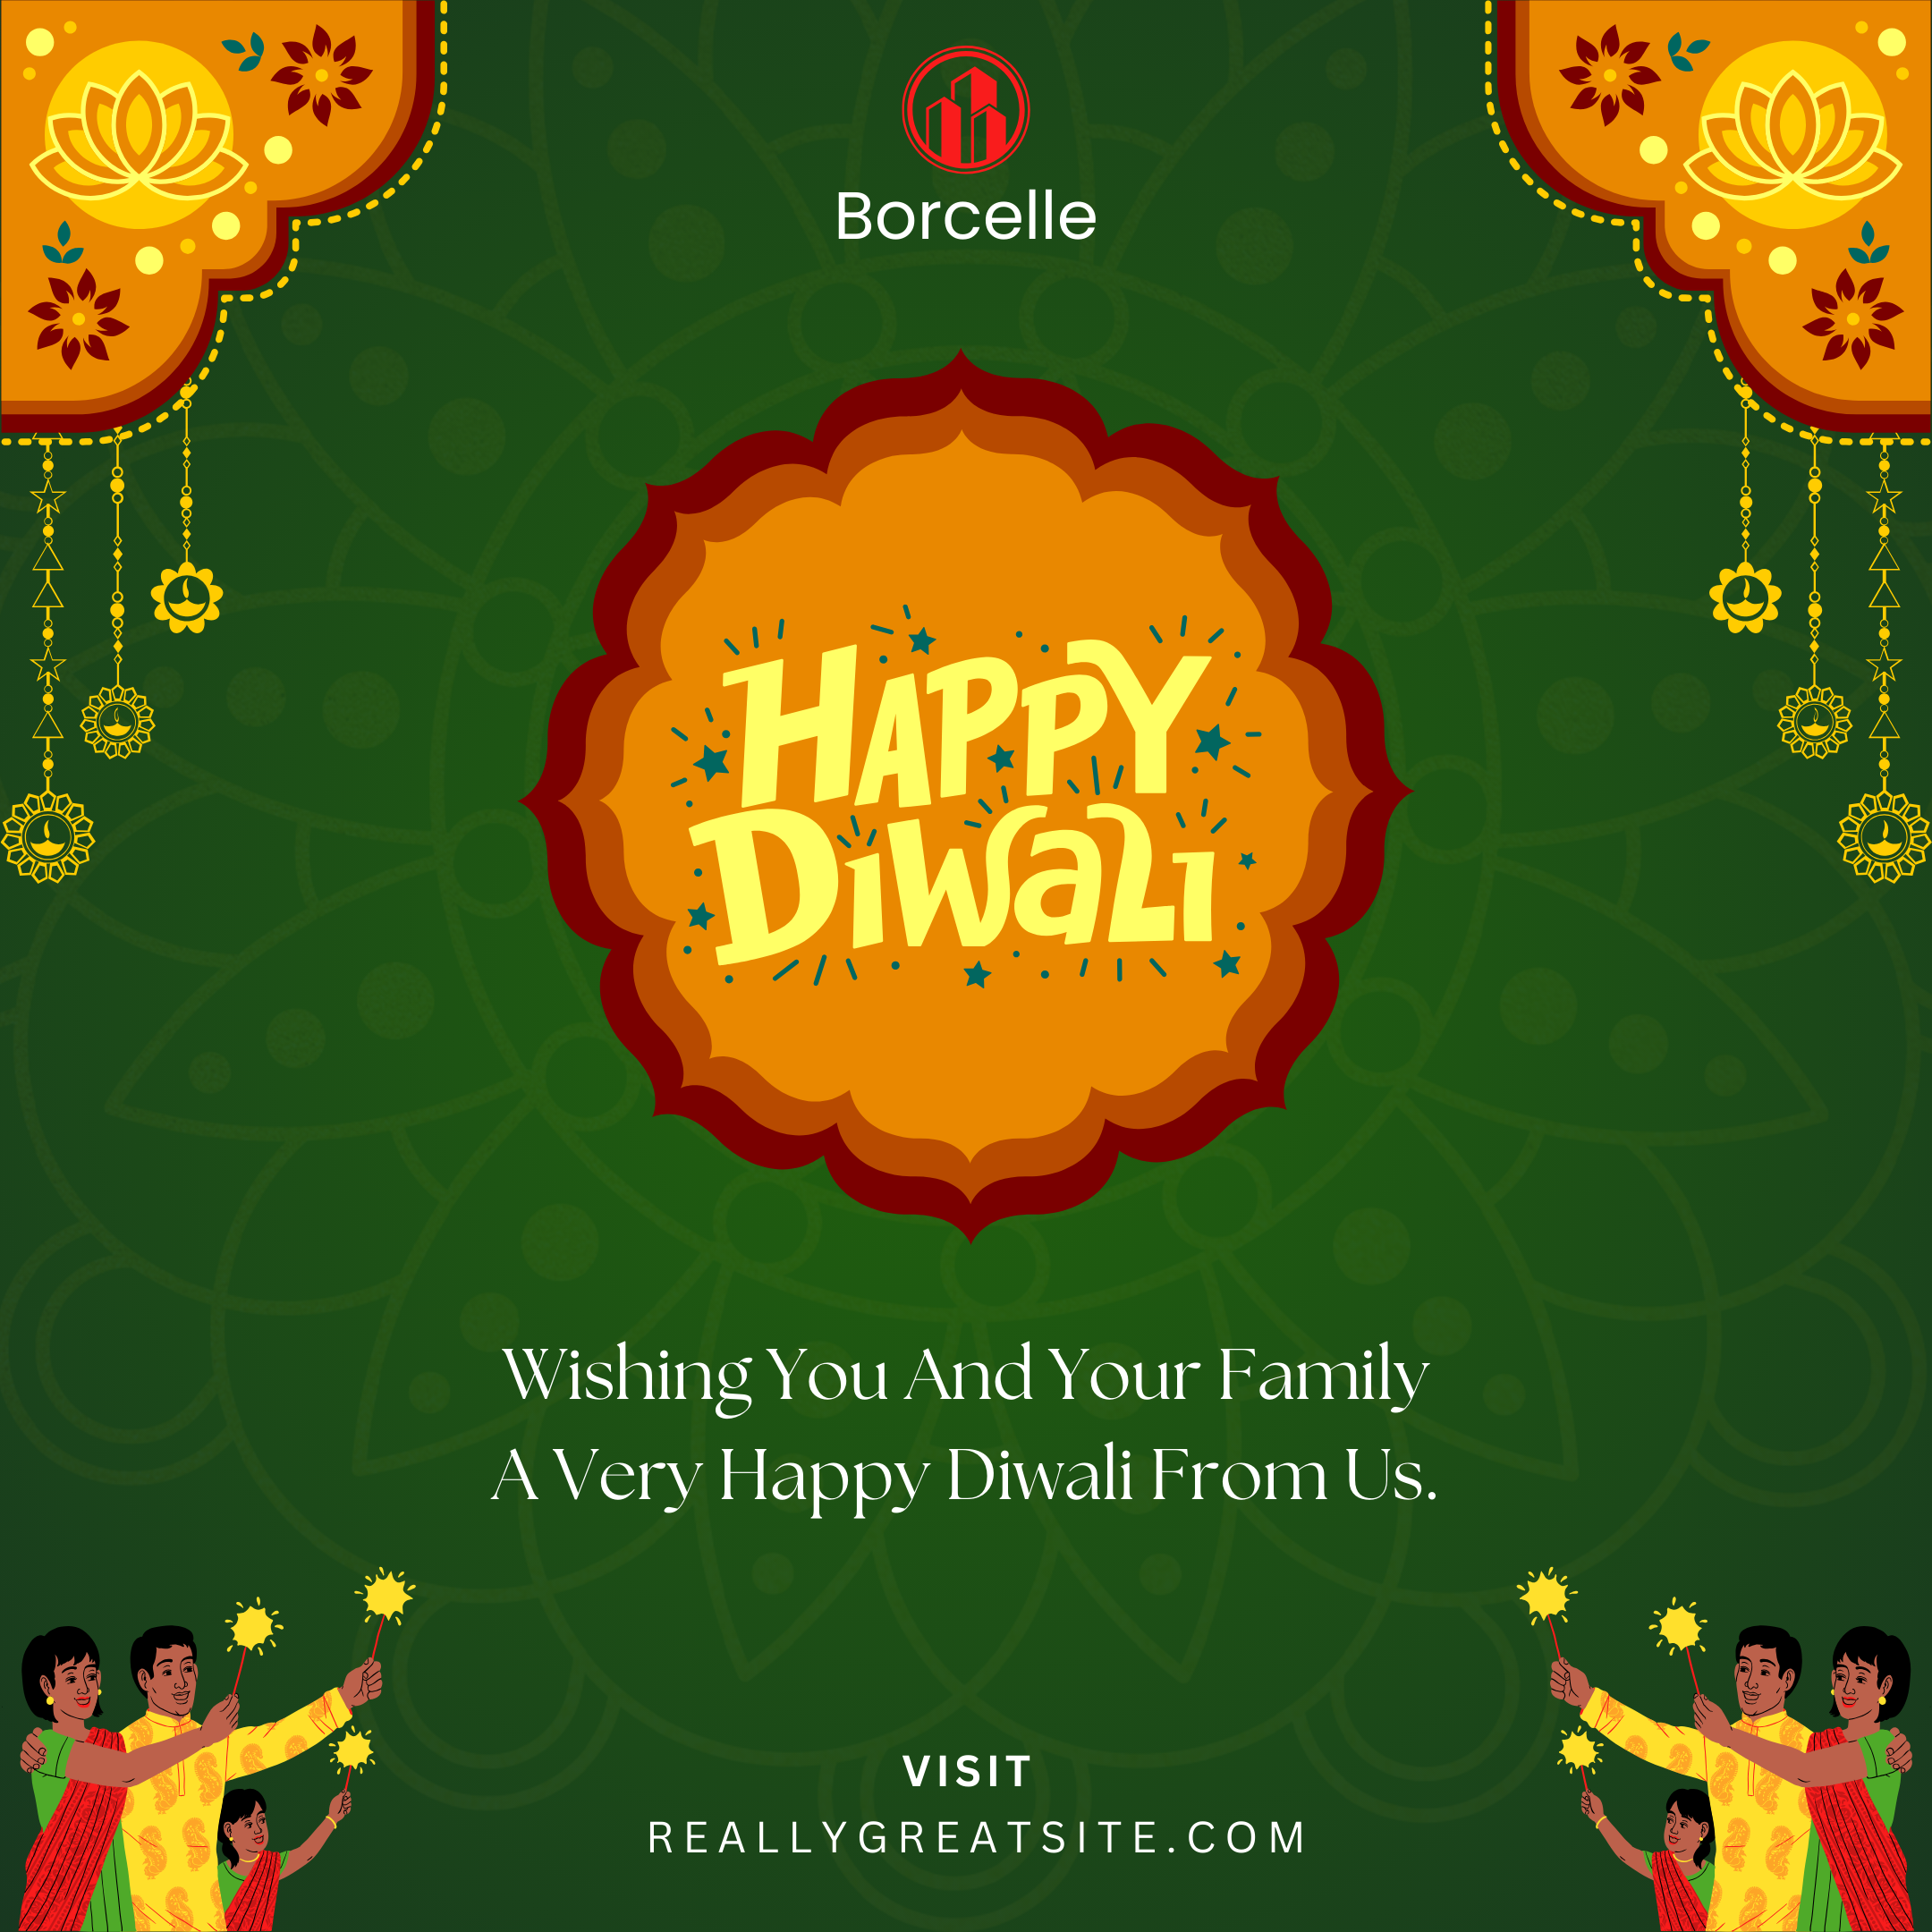 Borcelle
HAPPY
DiWaLi
Wishing You And Your Family
A Very Happy Diwali From Us.
VISIT
REALLYGREATSITE.COM